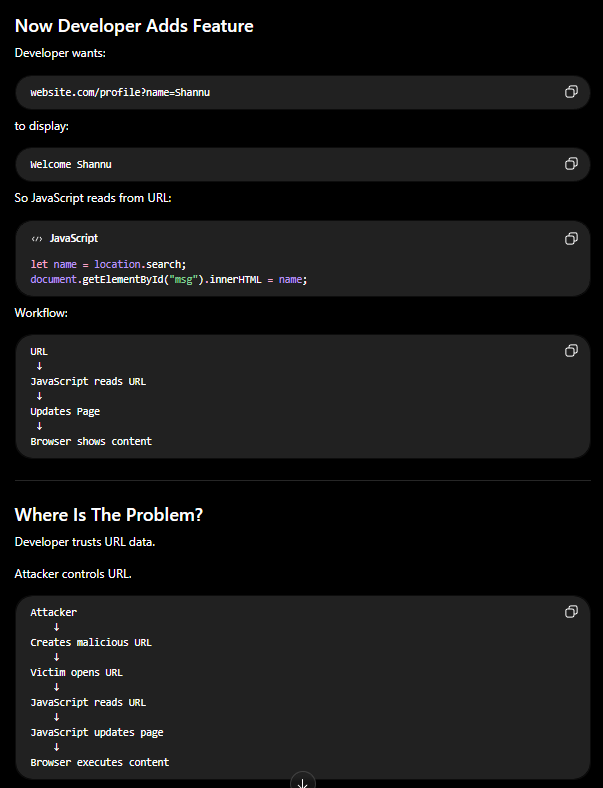 Now Developer Adds Feature
Developer wants:
website.com/profile?name=Shannu
to display:
Welcome Shannu
So JavaScript reads from URL:
</> JavaScript
let name = location.search;
document.getElementById("msg").innerHTML = name;
Workflow:
URL
↓
JavaScript reads URL
↓
Updates Page
↓
Browser shows content
Where Is The Problem?
Developer trusts URL data.
Attacker controls URL.
Attacker
↓
Creates malicious URL
↓
Victim opens URL
↓
JavaScript reads URL
↓
JavaScript updates page
↓
Browser executes content